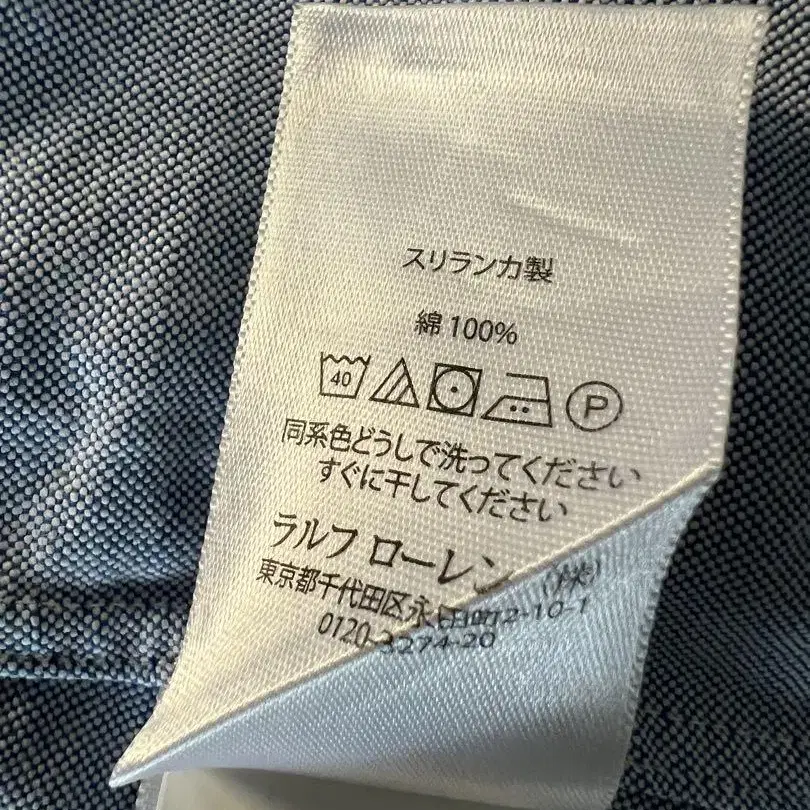 スリランカ製
綿 100%
40 P
同系色どうしで洗ってください
すぐに干してください
ラルフ ローレン (株)
東京都千代田区永田町2-10-1
0120-3274-20